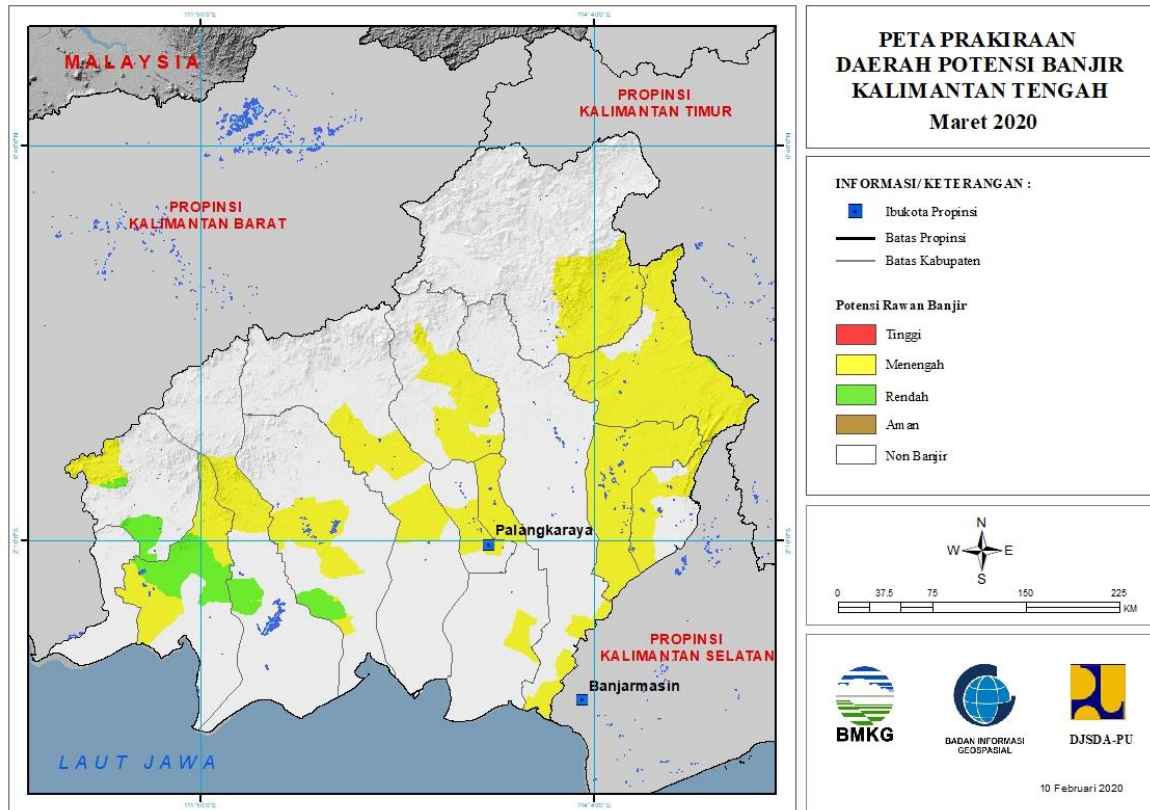 MALAYSIA
PROPINSI
KALIMANTAN TIMUR
PROPINSI
KALIMANTAN BARAT
Palangkaraya
PROPINSI
KALIMANTAN SELATAN
Banjarmasin
LAUT JAWA
PETA PRAKIRAAN
DAERAH POTENSI BANJIR
KALIMANTAN TENGAH
Maret 2020
INFORMASI/ KETERANGAN :
Ibukota Propinsi
Batas Propinsi
Batas Kabupaten
Potensi Rawan Banjir
Tinggi
Menengah
Rendah
Aman
Non Banjir
N
W E
S
0 37.5 75 150 225
KM
BMKG
BADAN INFORMASI
GEOSPASIAL
DJSDA-PU
10 Februari 2020